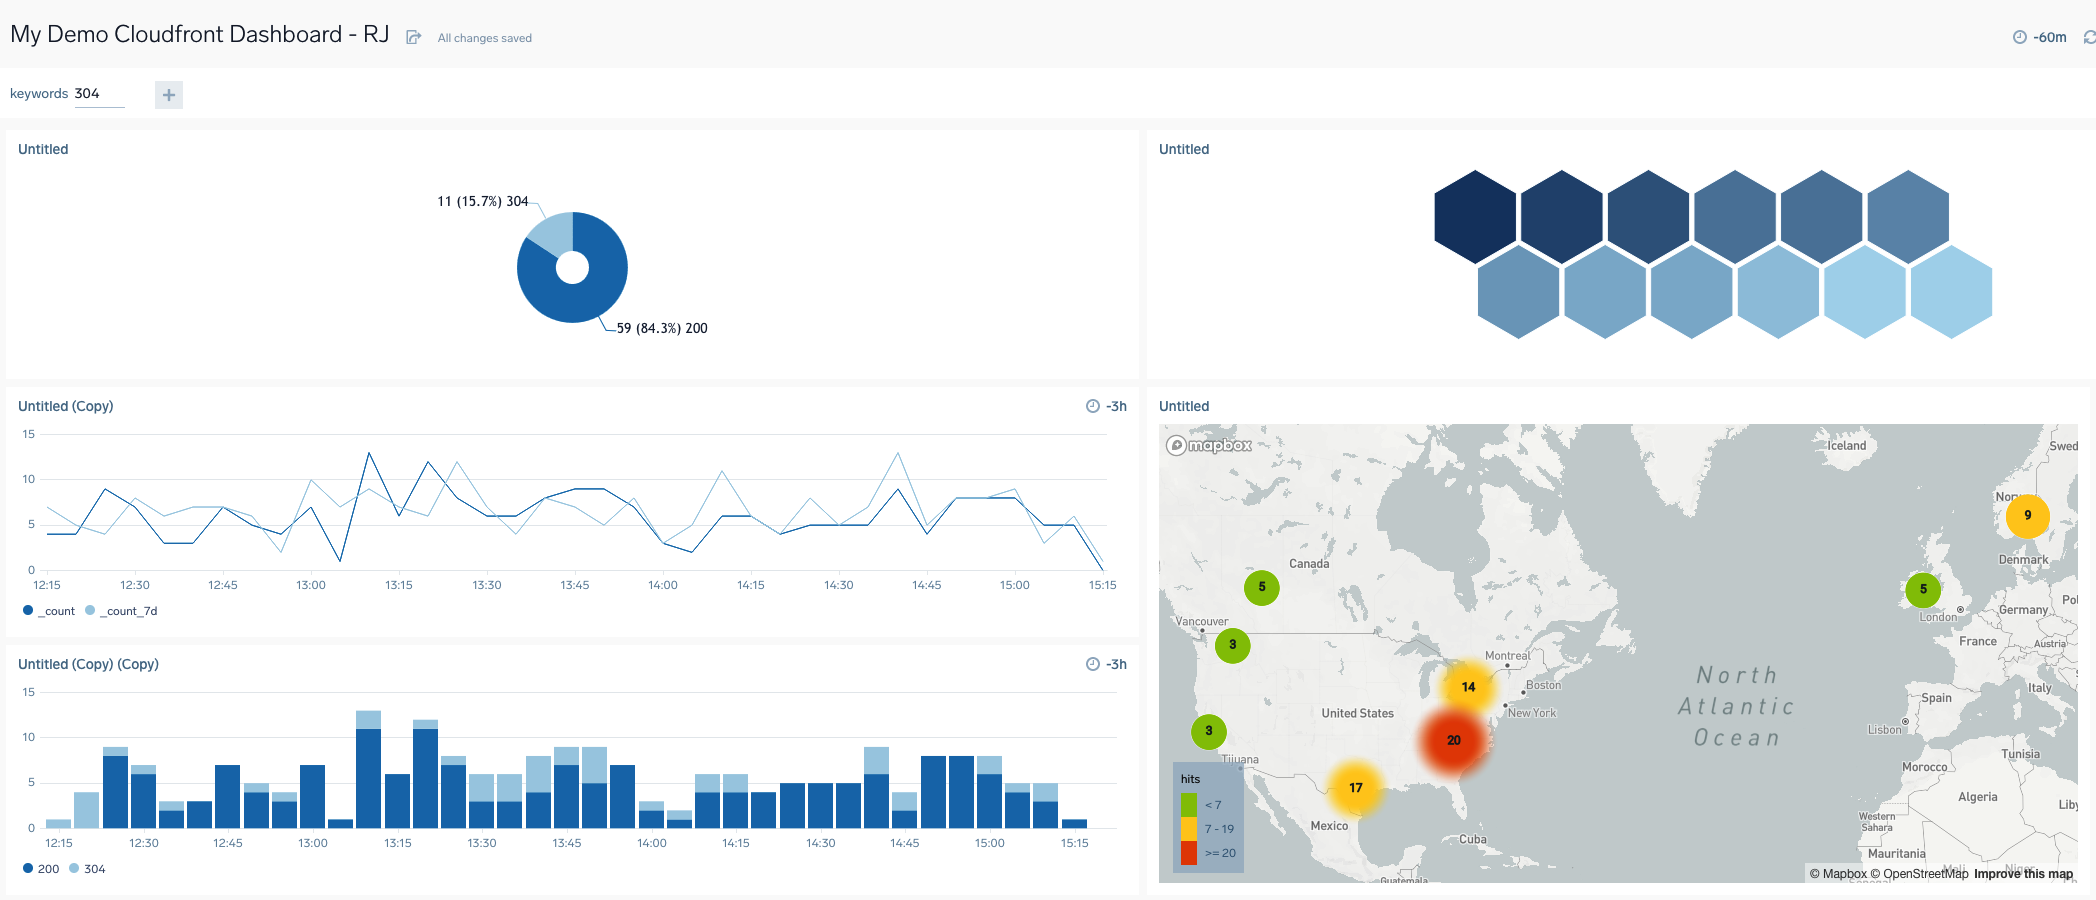 My Demo Cloudfront Dashboard - RJ All changes saved -60m
keywords 304 +
Untitled
11 (15.7%) 304
59 (84.3%) 200
Untitled
Untitled (Copy) -3h
15
10
5
0
12:15 12:30 12:45 13:00 13:15 13:30 13:45 14:00 14:15 14:30 14:45 15:00 15:15
_count _count_7d
Untitled (Copy) (Copy) -3h
15
10
5
0
12:15 12:30 12:45 13:00 13:15 13:30 13:45 14:00 14:15 14:30 14:45 15:00 15:15
200 304
Untitled
mapbox
Iceland
Swed
Nor
9
Denmark
Canada
5
5
London
Germany
Pol
Vancouver
3
France
Austria
Montreal
14
Boston
New York
North
Atlantic
Ocean
Italy
Spain
United States
Lisbon
3
20
Tijuana
Tunisia
Morocco
17
Algeria
Liby
hits
< 7
7 - 19
>= 20
Mexico
Cuba
Western
Sahara
Mauritania
Mali
Niger
Ch
Senegal
Guatemala
© Mapbox © OpenStreetMap Improve this map